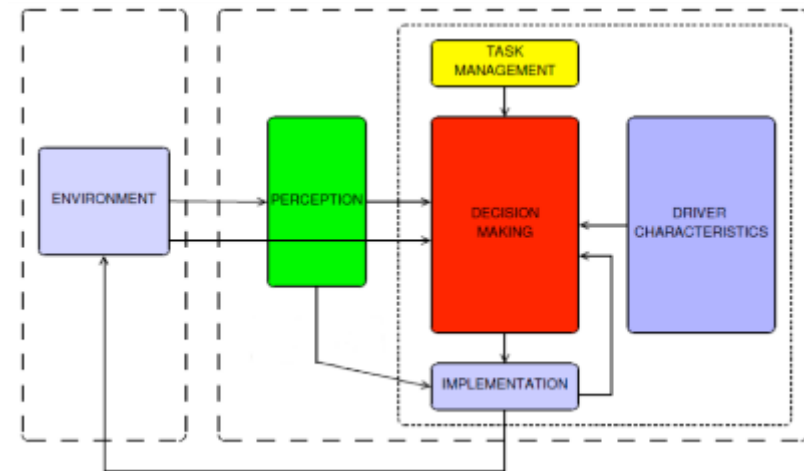 TASK
MANAGEMENT
ENVIRONMENT
PERCEPTION
DECISION
MAKING
DRIVER
CHARACTERISTICS
IMPLEMENTATION